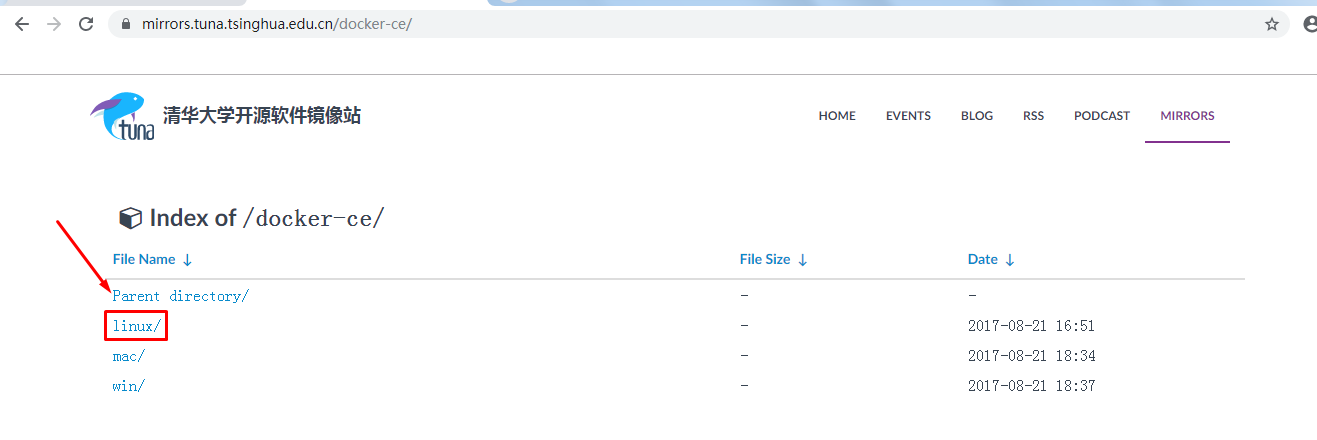 mirrors.tuna.tsinghua.edu.cn/docker-ce/
tuna 清华大学开源软件镜像站 HOME EVENTS BLOG RSS PODCAST MIRRORS
Index of /docker-ce/
File Name ↓ File Size ↓ Date ↓
Parent directory/ - -
linux/ - 2017-08-21 16:51
mac/ - 2017-08-21 18:34
win/ - 2017-08-21 18:37